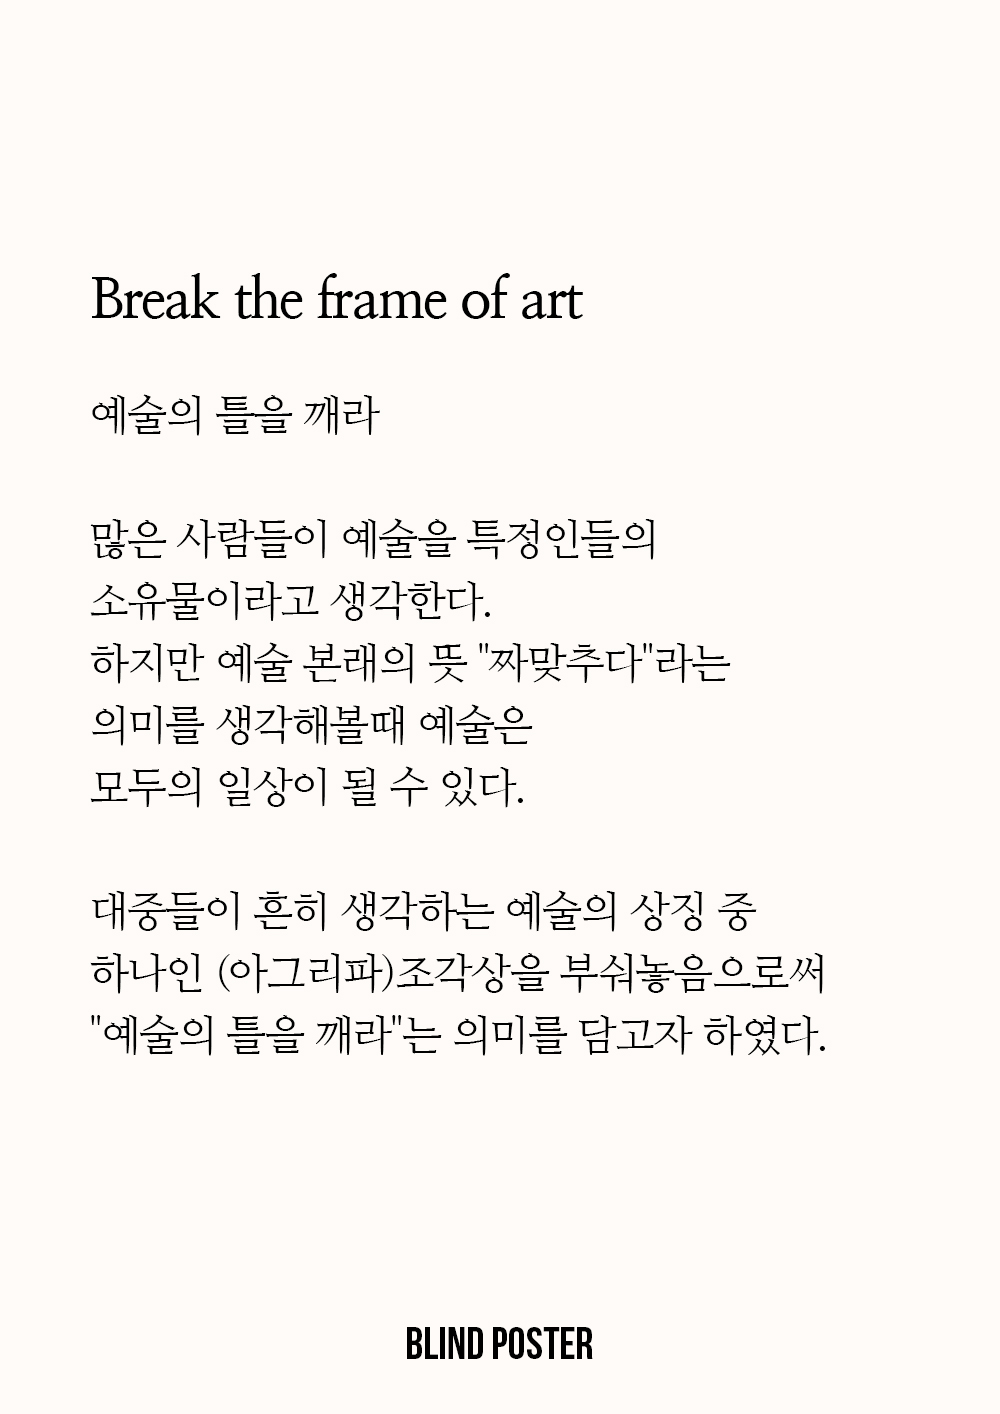 Break the frame of art
예술의 틀을 깨라
많은 사람들이 예술을 특정인들의
소유물이라고 생각한다.
하지만 예술 본래의 뜻 "짜맞추다"라는
의미를 생각해볼때 예술은
모두의 일상이 될 수 있다.
대중들이 흔히 생각하는 예술의 상징 중
하나인 (아그리파)조각상을 부숴놓음으로써
"예술의 틀을 깨라"는 의미를 담고자 하였다.
BLIND POSTER